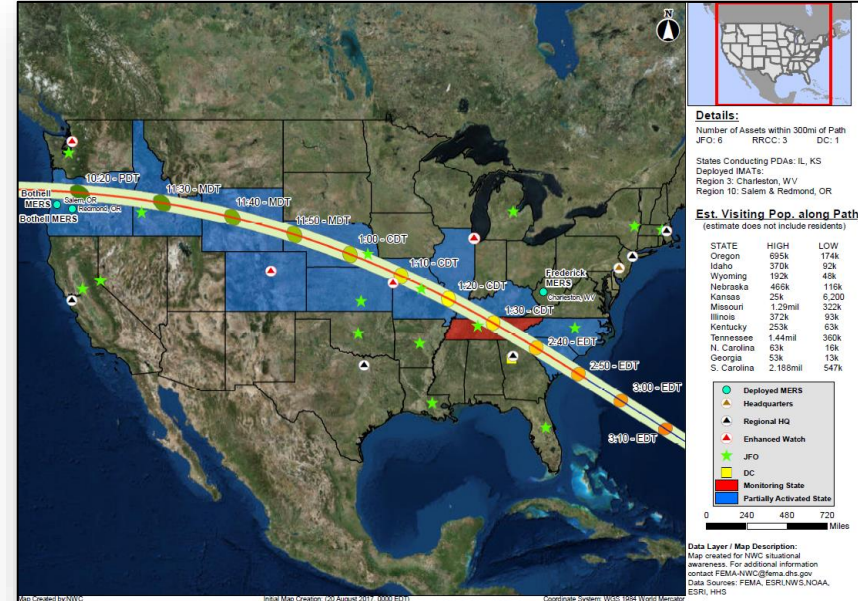 N
10:20 - PDT
11:30 - MDT
11:40 - MDT
11:50 - MDT
1:00 - CDT
1:10 - CDT
1:20 - CDT
1:30 - CDT
2:40 - EDT
2:50 - EDT
3:00 - EDT
3:10 - EDT
Bothell
MERS
Salem, OR
Redmond, OR
Bothell MERS
Frederick
MERS
Charleston, WV
Map Created by NWC
Initial Map Creation: (20 August 2017, 0000 EDT)
Coordinate System: WGS 1984 World Mercator
Details:
Number of Assets within 300mi of Path
JFO: 6 RRCC: 3 DC: 1
States Conducting PDAs: IL, KS
Deployed IMATs:
Region 3: Charleston, WV
Region 10: Salem & Redmond, OR
Est. Visiting Pop. along Path
(estimate does not include residents)
STATE HIGH LOW
Oregon 695k 174k
Idaho 370k 92k
Wyoming 192k 48k
Nebraska 466k 116k
Kansas 25k 6,200
Missouri 1.29mil 322k
Illinois 372k 93k
Kentucky 253k 63k
Tennessee 1.44mil 360k
N. Carolina 63k 16k
Georgia 53k 13k
S. Carolina 2.188mil 547k
Deployed MERS
Headquarters
Regional HQ
Enhanced Watch
JFO
DC
Monitoring State
Partially Activated State
0 240 480 720
Miles
Data Layer / Map Description:
Map created for NWC situational
awareness. For additional information
contact FEMA-NWC@fema.dhs.gov
Data Sources: FEMA, ESRI,NWS,NOAA,
ESRI, HHS